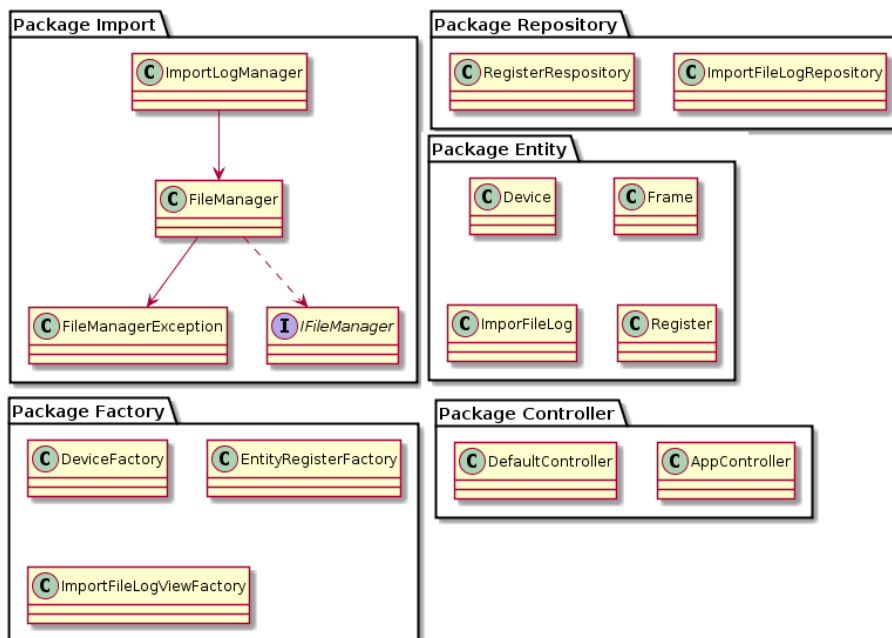 Package Import
C ImportLogManager
C FileManager
C FileManagerException
I IFileManager
Package Repository
C RegisterRespository
C ImportFileLogRepository
Package Entity
C Device
C Frame
C ImporFileLog
C Register
Package Factory
C DeviceFactory
C EntityRegisterFactory
C ImportFileLogViewFactory
Package Controller
C DefaultController
C AppController